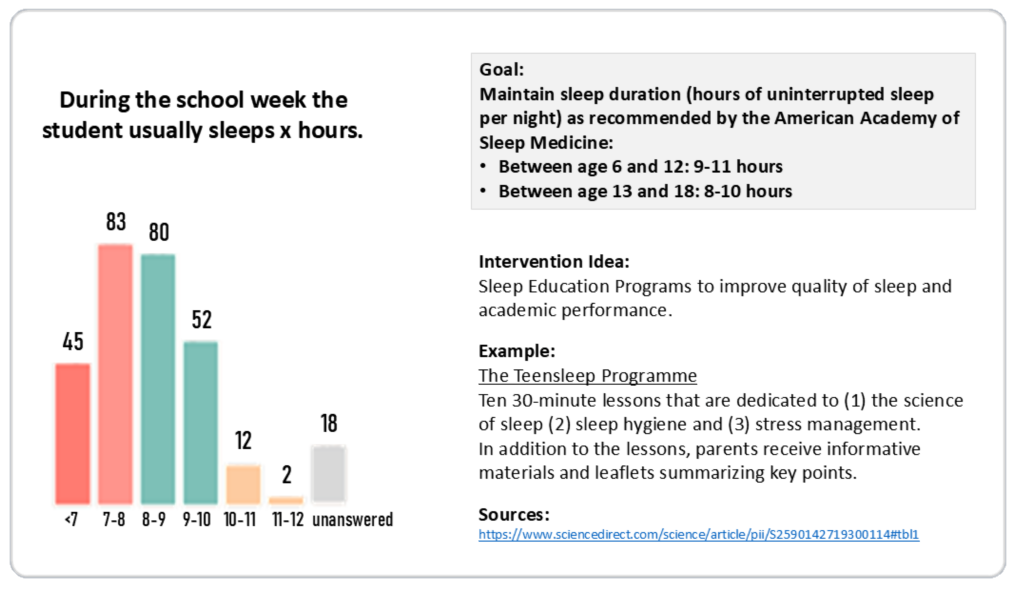 During the school week the
student usually sleeps x hours.
45
83
80
52
12
2
18
<7
7-8
8-9
9-10
10-11
11-12
unanswered
Goal:
Maintain sleep duration (hours of uninterrupted sleep
per night) as recommended by the American Academy of
Sleep Medicine:
• Between age 6 and 12: 9-11 hours
• Between age 13 and 18: 8-10 hours
Intervention Idea:
Sleep Education Programs to improve quality of sleep and
academic performance.
Example:
The Teensleep Programme
Ten 30-minute lessons that are dedicated to (1) the science
of sleep (2) sleep hygiene and (3) stress management.
In addition to the lessons, parents receive informative
materials and leaflets summarizing key points.
Sources:
https://www.sciencedirect.com/science/article/pii/S2590142719300114#tbl1